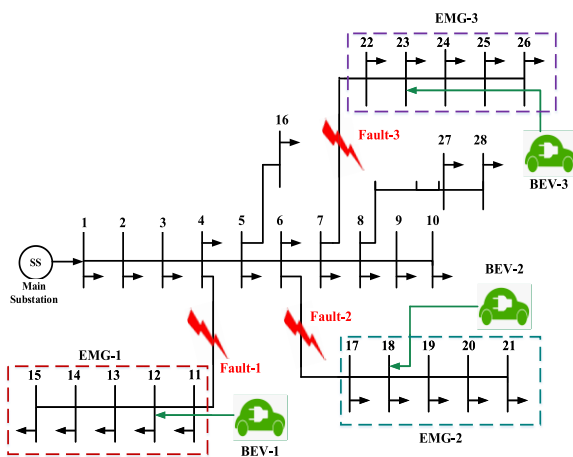 EMG-3
22 23 24 25 26
16
Fault-3
27 28
BEV-3
1 2 3 4 5 6 7 8 9 10
SS
Main
Substation
BEV-2
Fault-2
Fault-1
EMG-1
15 14 13 12 11
17 18 19 20 21
EMG-2
BEV-1